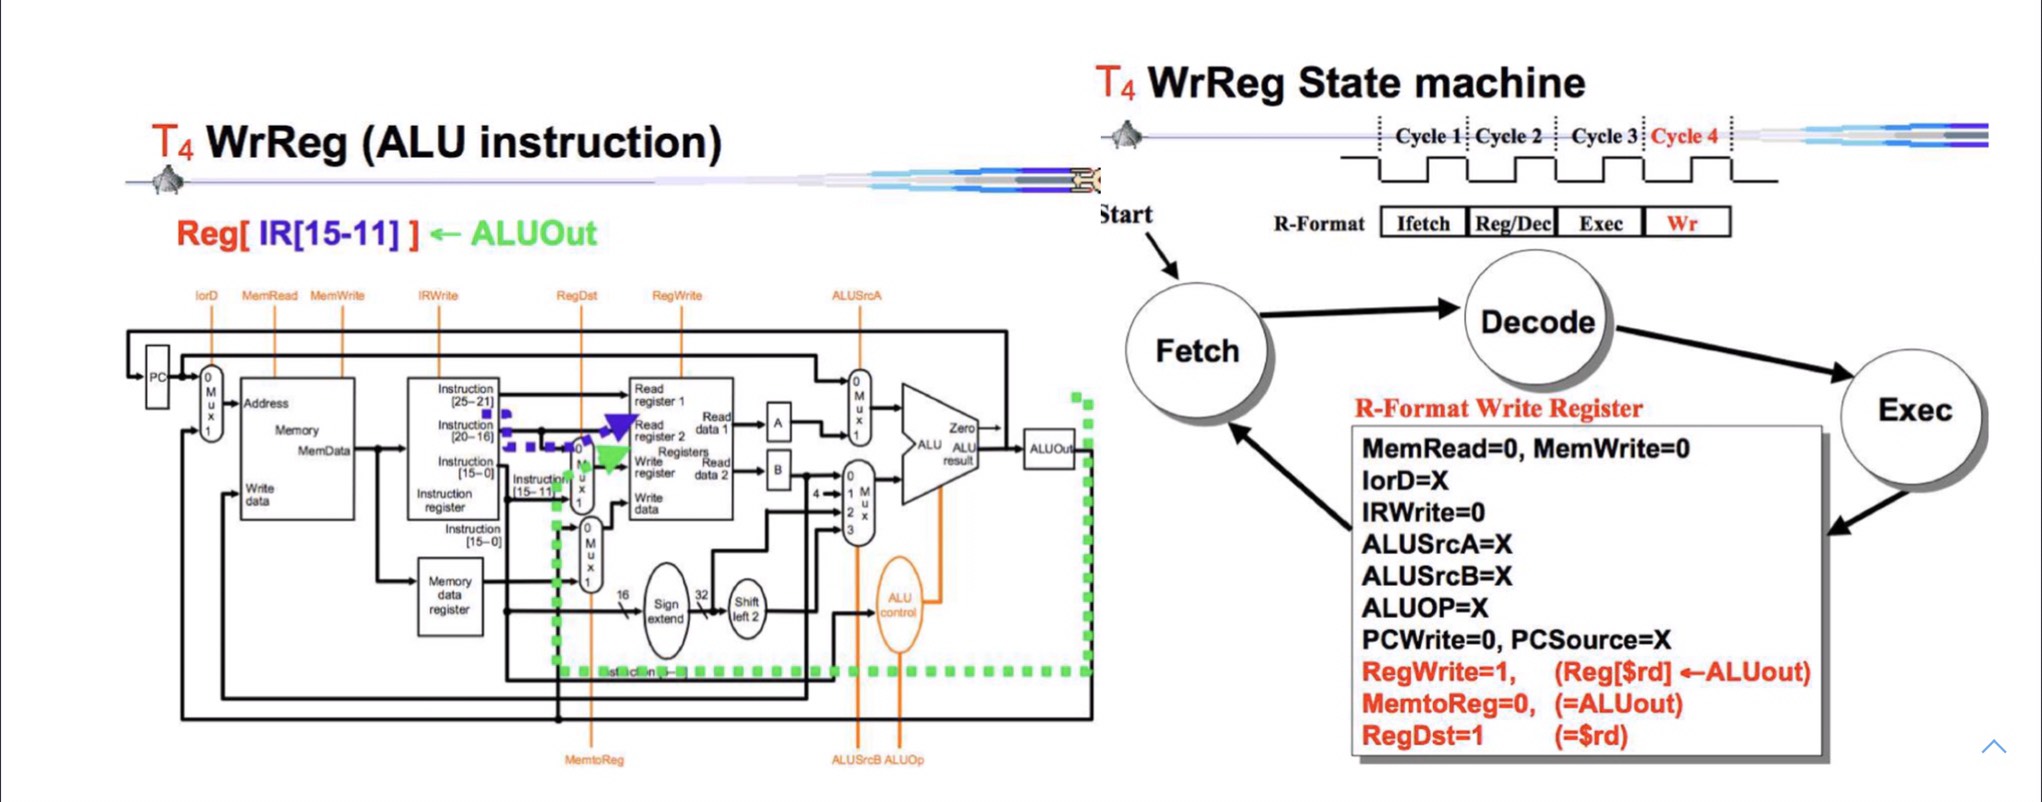 T4 WrReg (ALU instruction)
Reg[ IR[15-11] ] ← ALUOut
IorD MemRead MemWrite IRWrite RegDst RegWrite ALUSrcA
PC
0
M
u
x
1
Address
Memory
MemData
Write
data
Instruction
[25–21]
Instruction
[20–16]
Instruction
[15–0]
Instruction
register
Instruction
[15–0]
Memory
data
register
Instruction
[15–11]
0
M
u
x
1
0
M
u
x
1
Read
register 1
Read
register 2
Registers
Write
register
Write
data
Read
data 1
Read
data 2
16
Sign
extend
32
Shift
left 2
A
B
4
0
M
u
x
1
0
1 M
2 u
3 x
Zero
ALU
ALU
result
ALUOut
ALU
control
MemtoReg
ALUSrcB ALUOp
T4 WrReg State machine
Cycle 1 Cycle 2 Cycle 3 Cycle 4
Start
R-Format Ifetch Reg/Dec Exec Wr
Fetch
Decode
Exec
R-Format Write Register
MemRead=0, MemWrite=0
IorD=X
IRWrite=0
ALUSrcA=X
ALUSrcB=X
ALUOP=X
PCWrite=0, PCSource=X
RegWrite=1, (Reg[$rd] ←ALUout)
MemtoReg=0, (=ALUout)
RegDst=1 (=$rd)